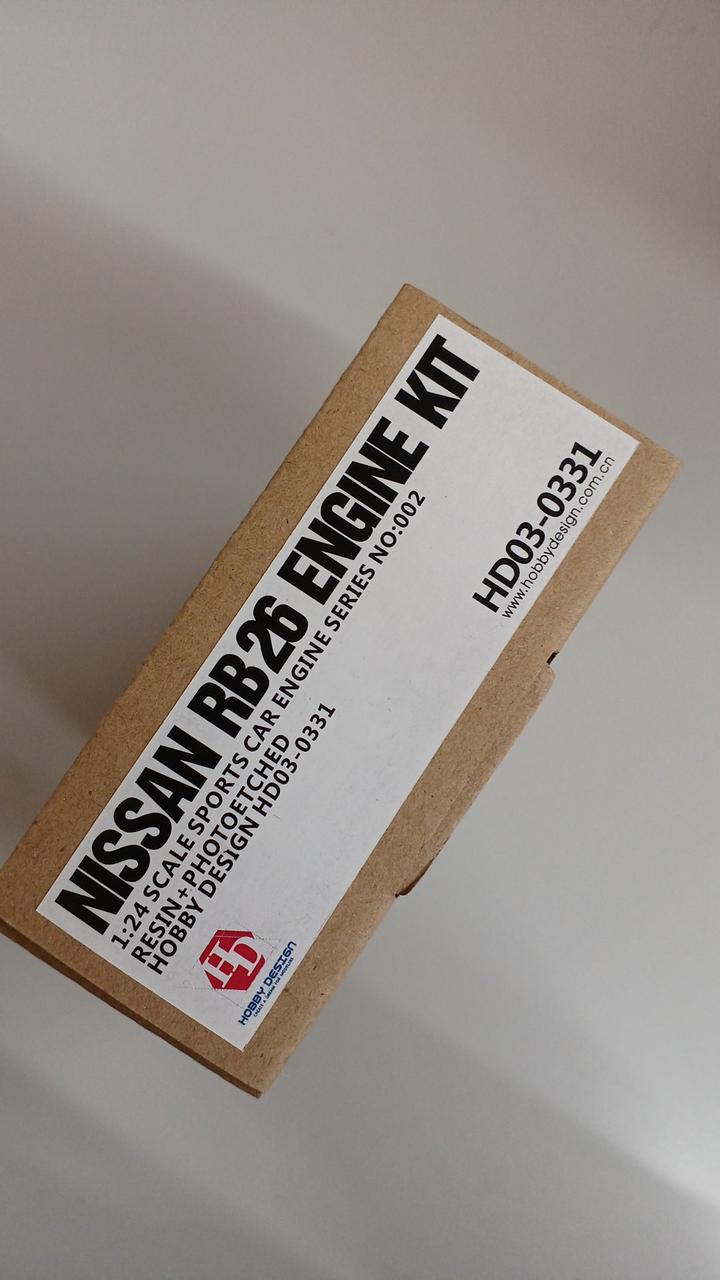 NISSAN RB26 ENGINE KIT
1:24 SCALE SPORTS CAR ENGINE SERIES NO:002
RESIN+PHOTOETCHED
HOBBY DESIGN HD03-0331
HD
HOBBY DESIGN
HD03-0331
www.hobbydesign.com.cn